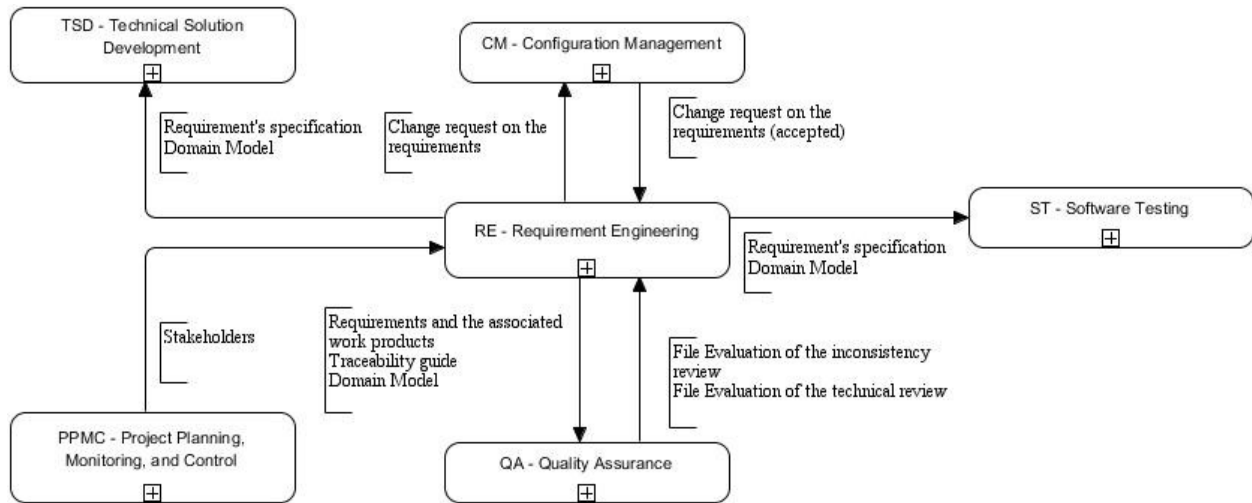 TSD - Technical Solution
Development
CM - Configuration Management
Requirement's specification
Domain Model
Change request on the
requirements
Change request on the
requirements (accepted)
RE - Requirement Engineering
ST - Software Testing
Requirement's specification
Domain Model
Stakeholders
Requirements and the associated
work products
Traceability guide
Domain Model
File Evaluation of the inconsistency
review
File Evaluation of the technical review
PPMC - Project Planning,
Monitoring, and Control
QA - Quality Assurance